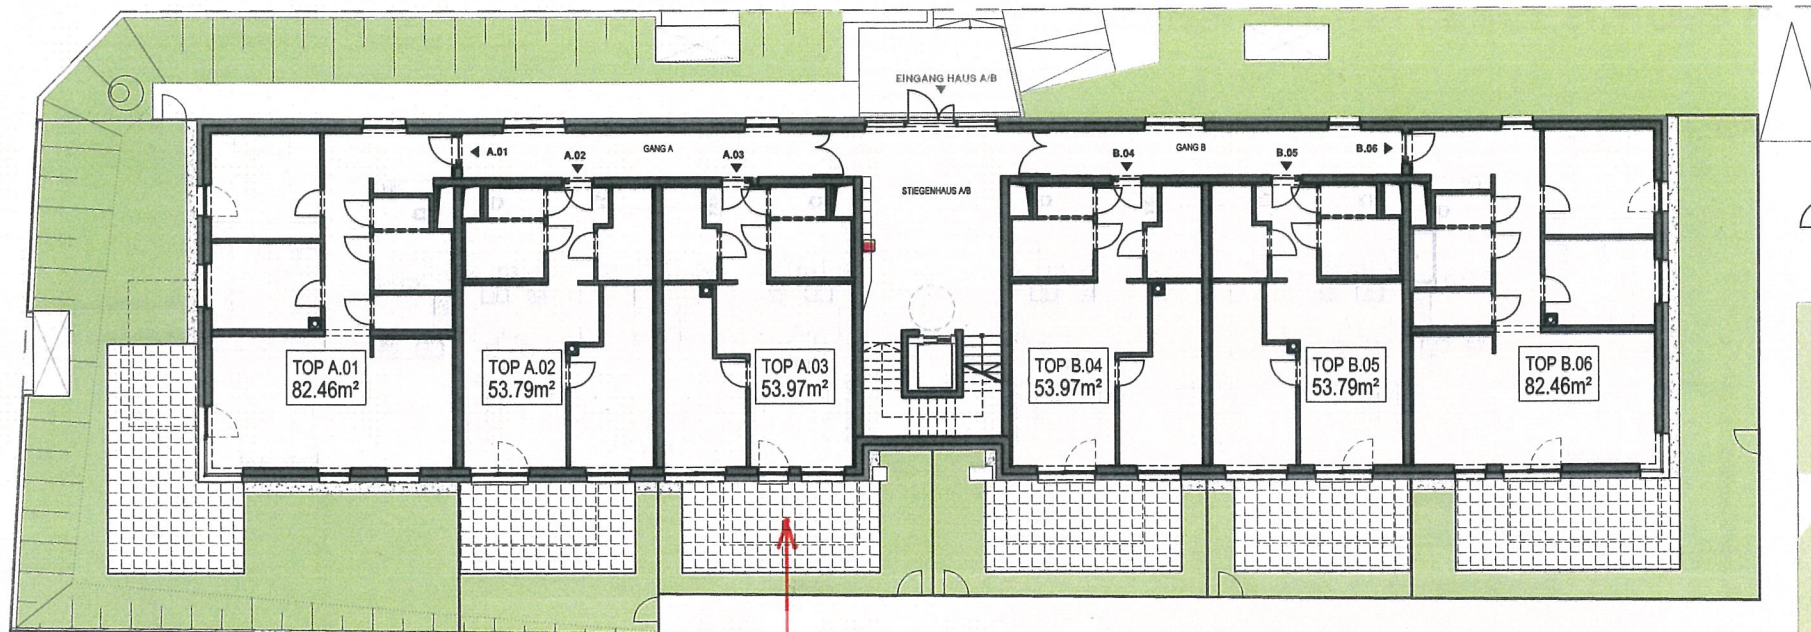 EINGANG HAUS A/B
A.01
A.02
GANG A
A.03
STIEGENHAUS A/B
B.04
GANG B
B.05
B.06
TOP A.01
82.46m²
TOP A.02
53.79m²
TOP A.03
53.97m²
TOP B.04
53.97m²
TOP B.05
53.79m²
TOP B.06
82.46m²